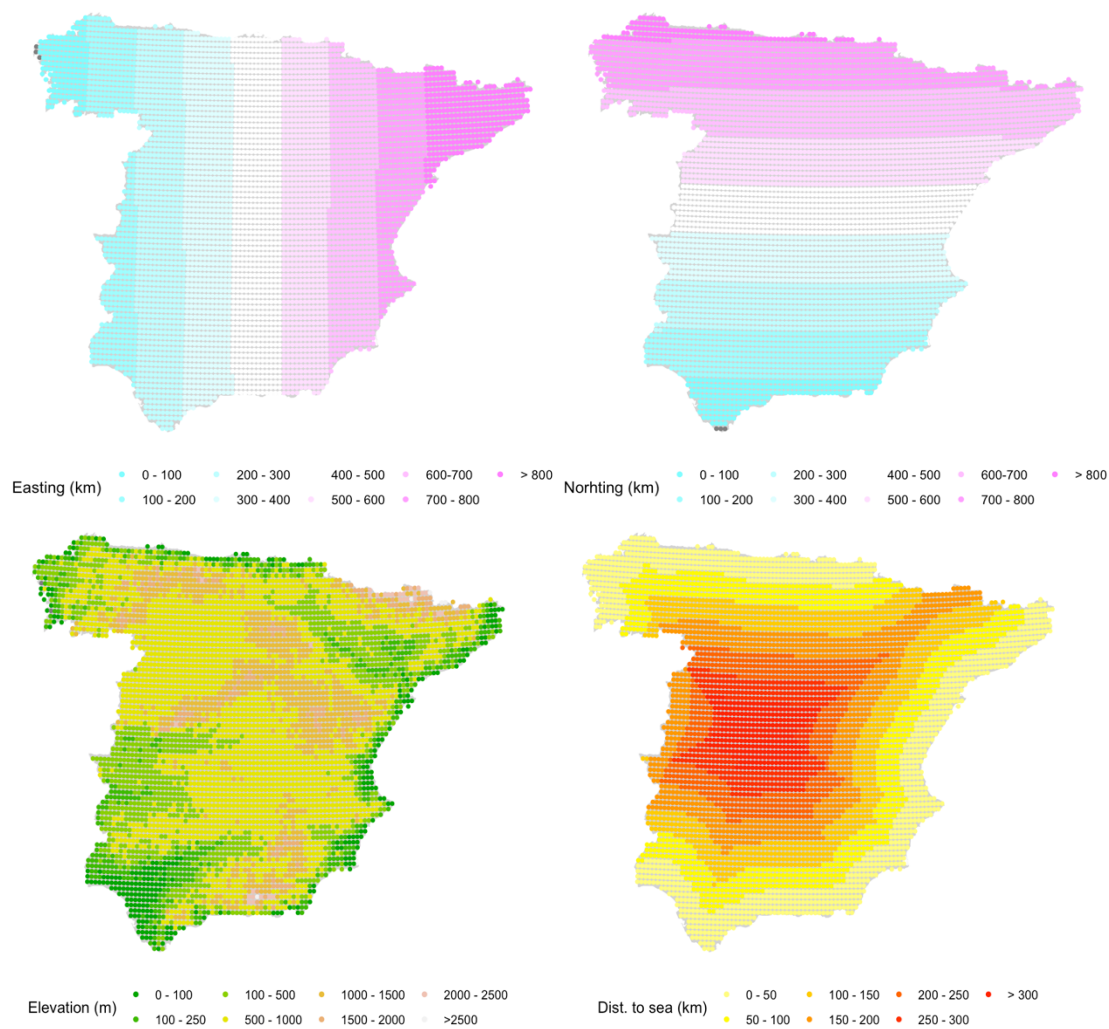 0 - 100 200 - 300 400 - 500 600-700 > 800
Easting (km)
100 - 200 300 - 400 500 - 600 700 - 800
0 - 100 200 - 300 400 - 500 600-700 > 800
Norhting (km)
100 - 200 300 - 400 500 - 600 700 - 800
0 - 100 100 - 500 1000 - 1500 2000 - 2500
Elevation (m)
100 - 250 500 - 1000 1500 - 2000 >2500
0 - 50 100 - 150 200 - 250 > 300
Dist. to sea (km)
50 - 100 150 - 200 250 - 300